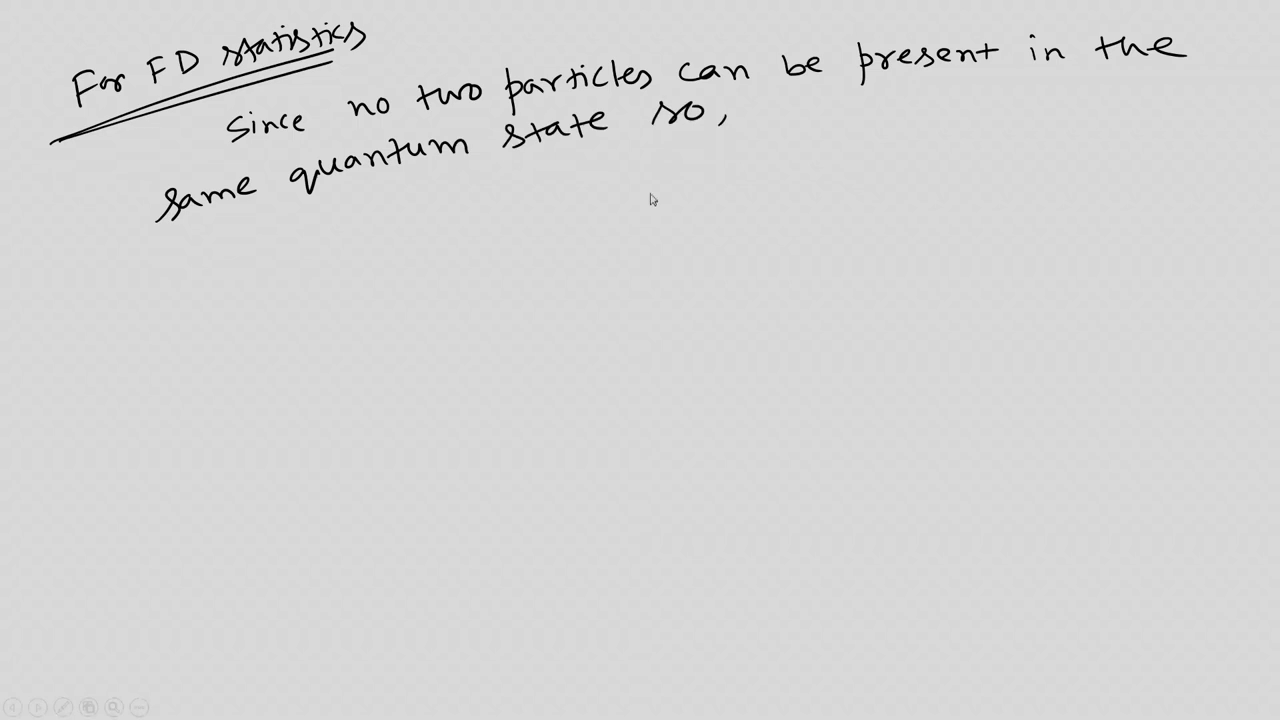 For FD statistics
Since no two particles can be present in the
same quantum state so,